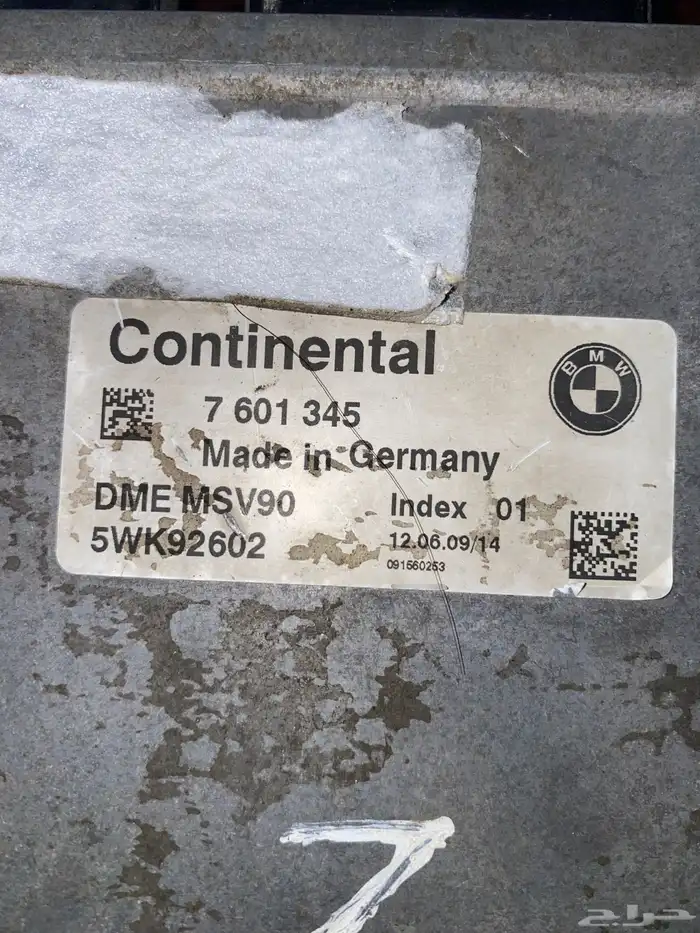 Continental
BMW
7 601 345
Made in Germany
DME MSV90 Index 01
5WK92602 12.06.09/14
091560253
حراج